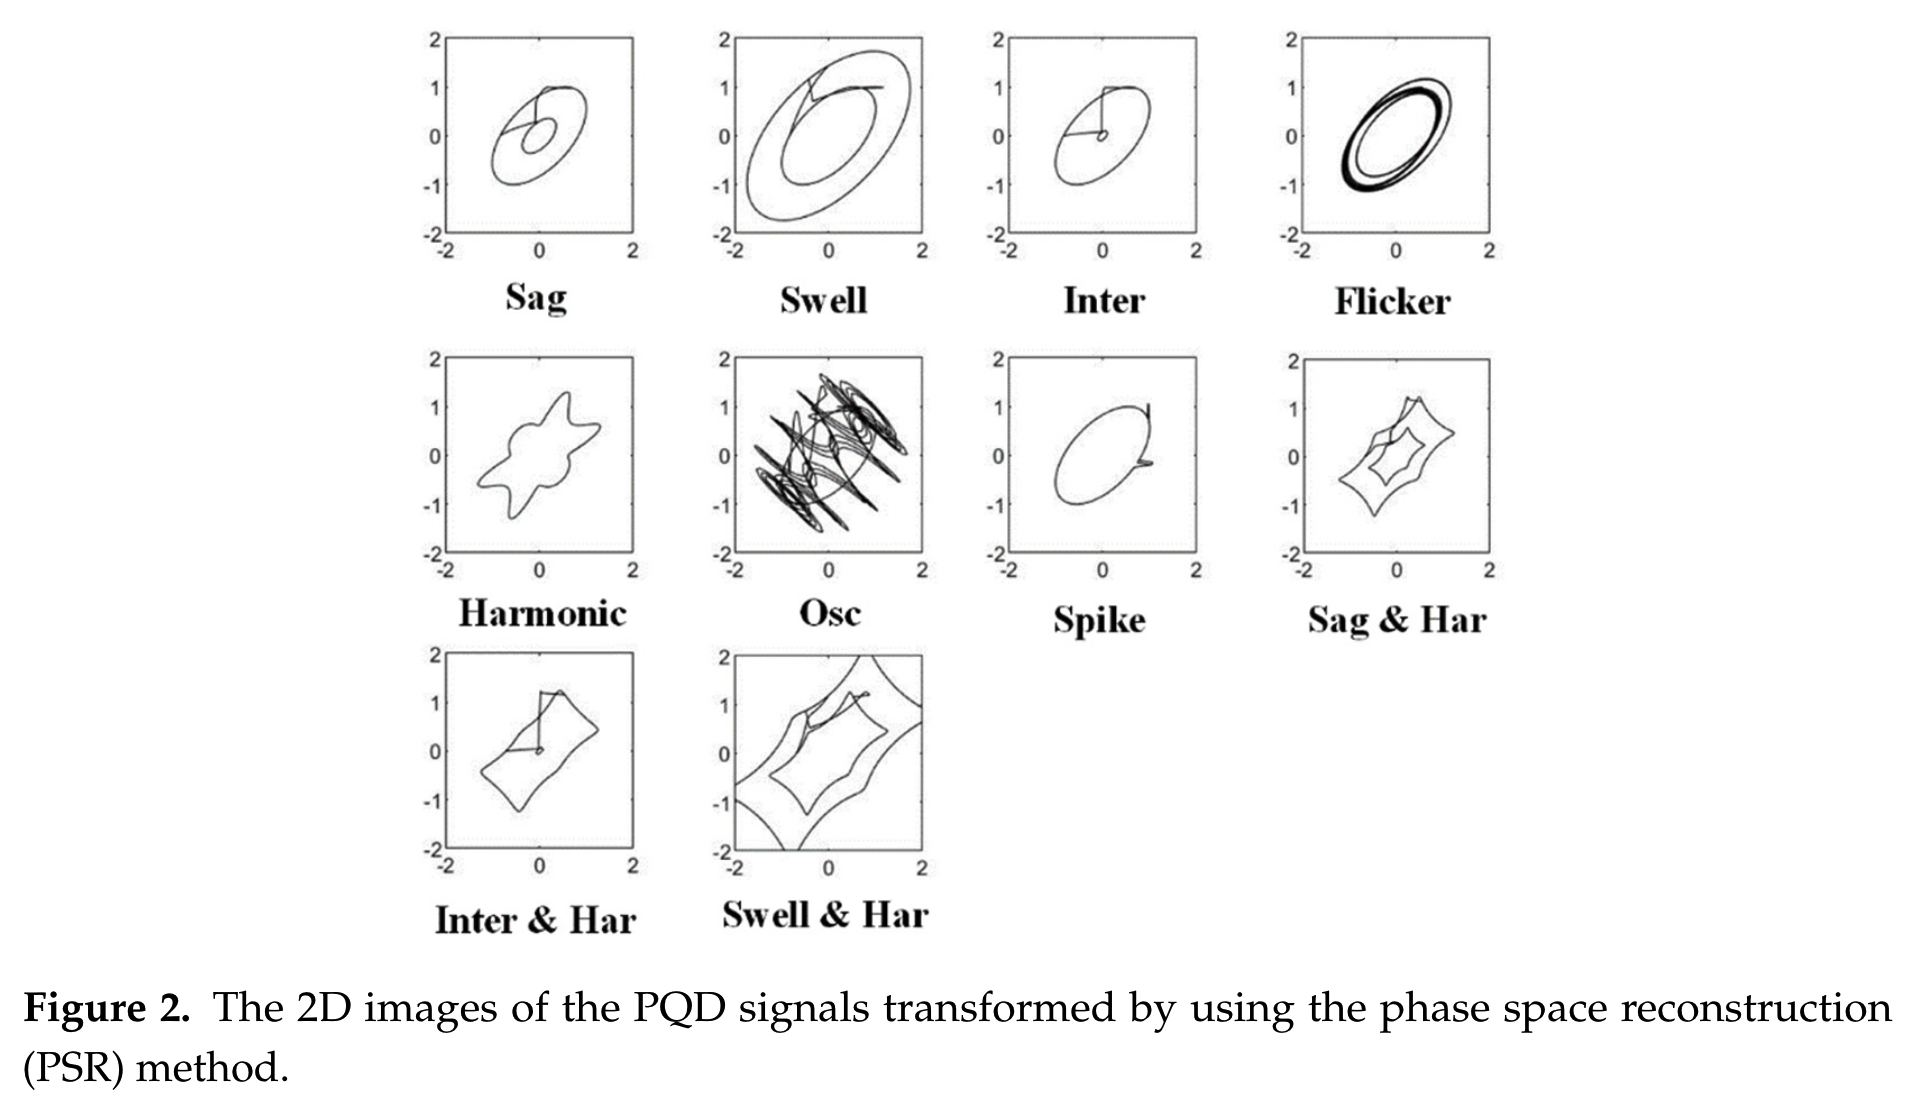 2 2 2 2
1 1 1 1
0 0 0 0
-1 -1 -1 -1
-2 -2 -2 -2
-2 0 2 -2 0 2 -2 0 2 -2 0 2
Sag Swell Inter Flicker
2 2 2 2
1 1 1 1
0 0 0 0
-1 -1 -1 -1
-2 -2 -2 -2
-2 0 2 -2 0 2 -2 0 2 -2 0 2
Harmonic Osc Spike Sag & Har
2 2
1 1
0 0
-1 -1
-2 -2
-2 0 2 -2 0 2
Inter & Har Swell & Har
Figure 2. The 2D images of the PQD signals transformed by using the phase space reconstruction
(PSR) method.